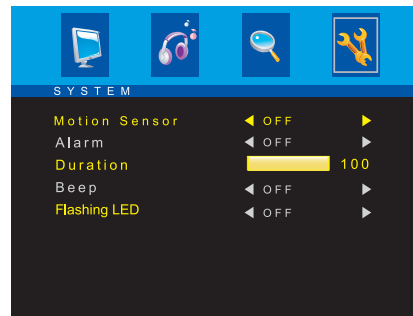 SYSTEM
Motion Sensor OFF
Alarm OFF
Duration 100
Beep OFF
Flashing LED OFF